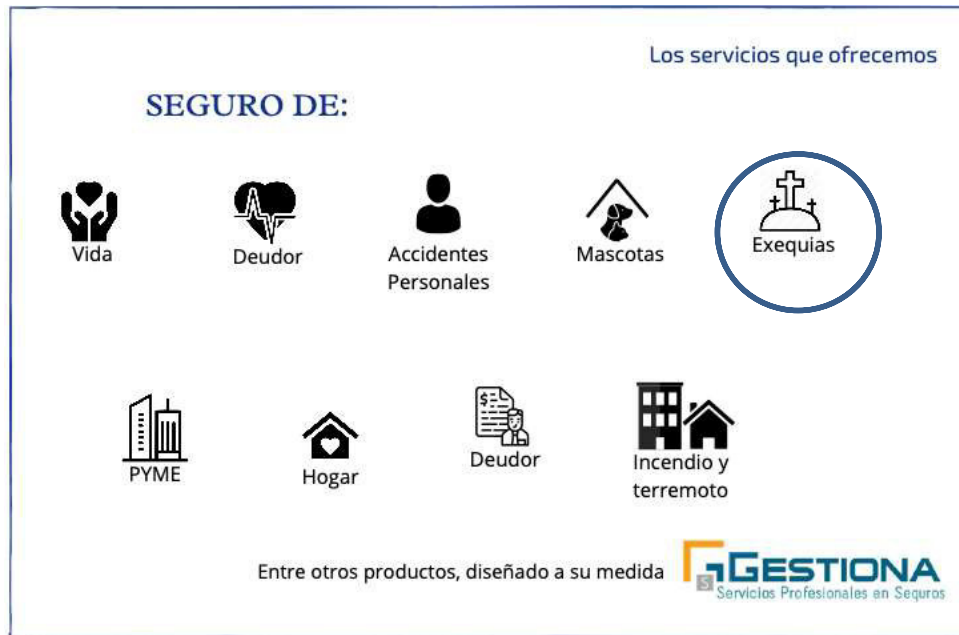 Los servicios que ofrecemos
SEGURO DE:
Vida
Deudor
Accidentes
Personales
Mascotas
Exequias
PYME
Hogar
Deudor
Incendio y
terremoto
Entre otros productos, diseñado a su medida
S
GESTIONA
Servicios Profesionales en Seguros